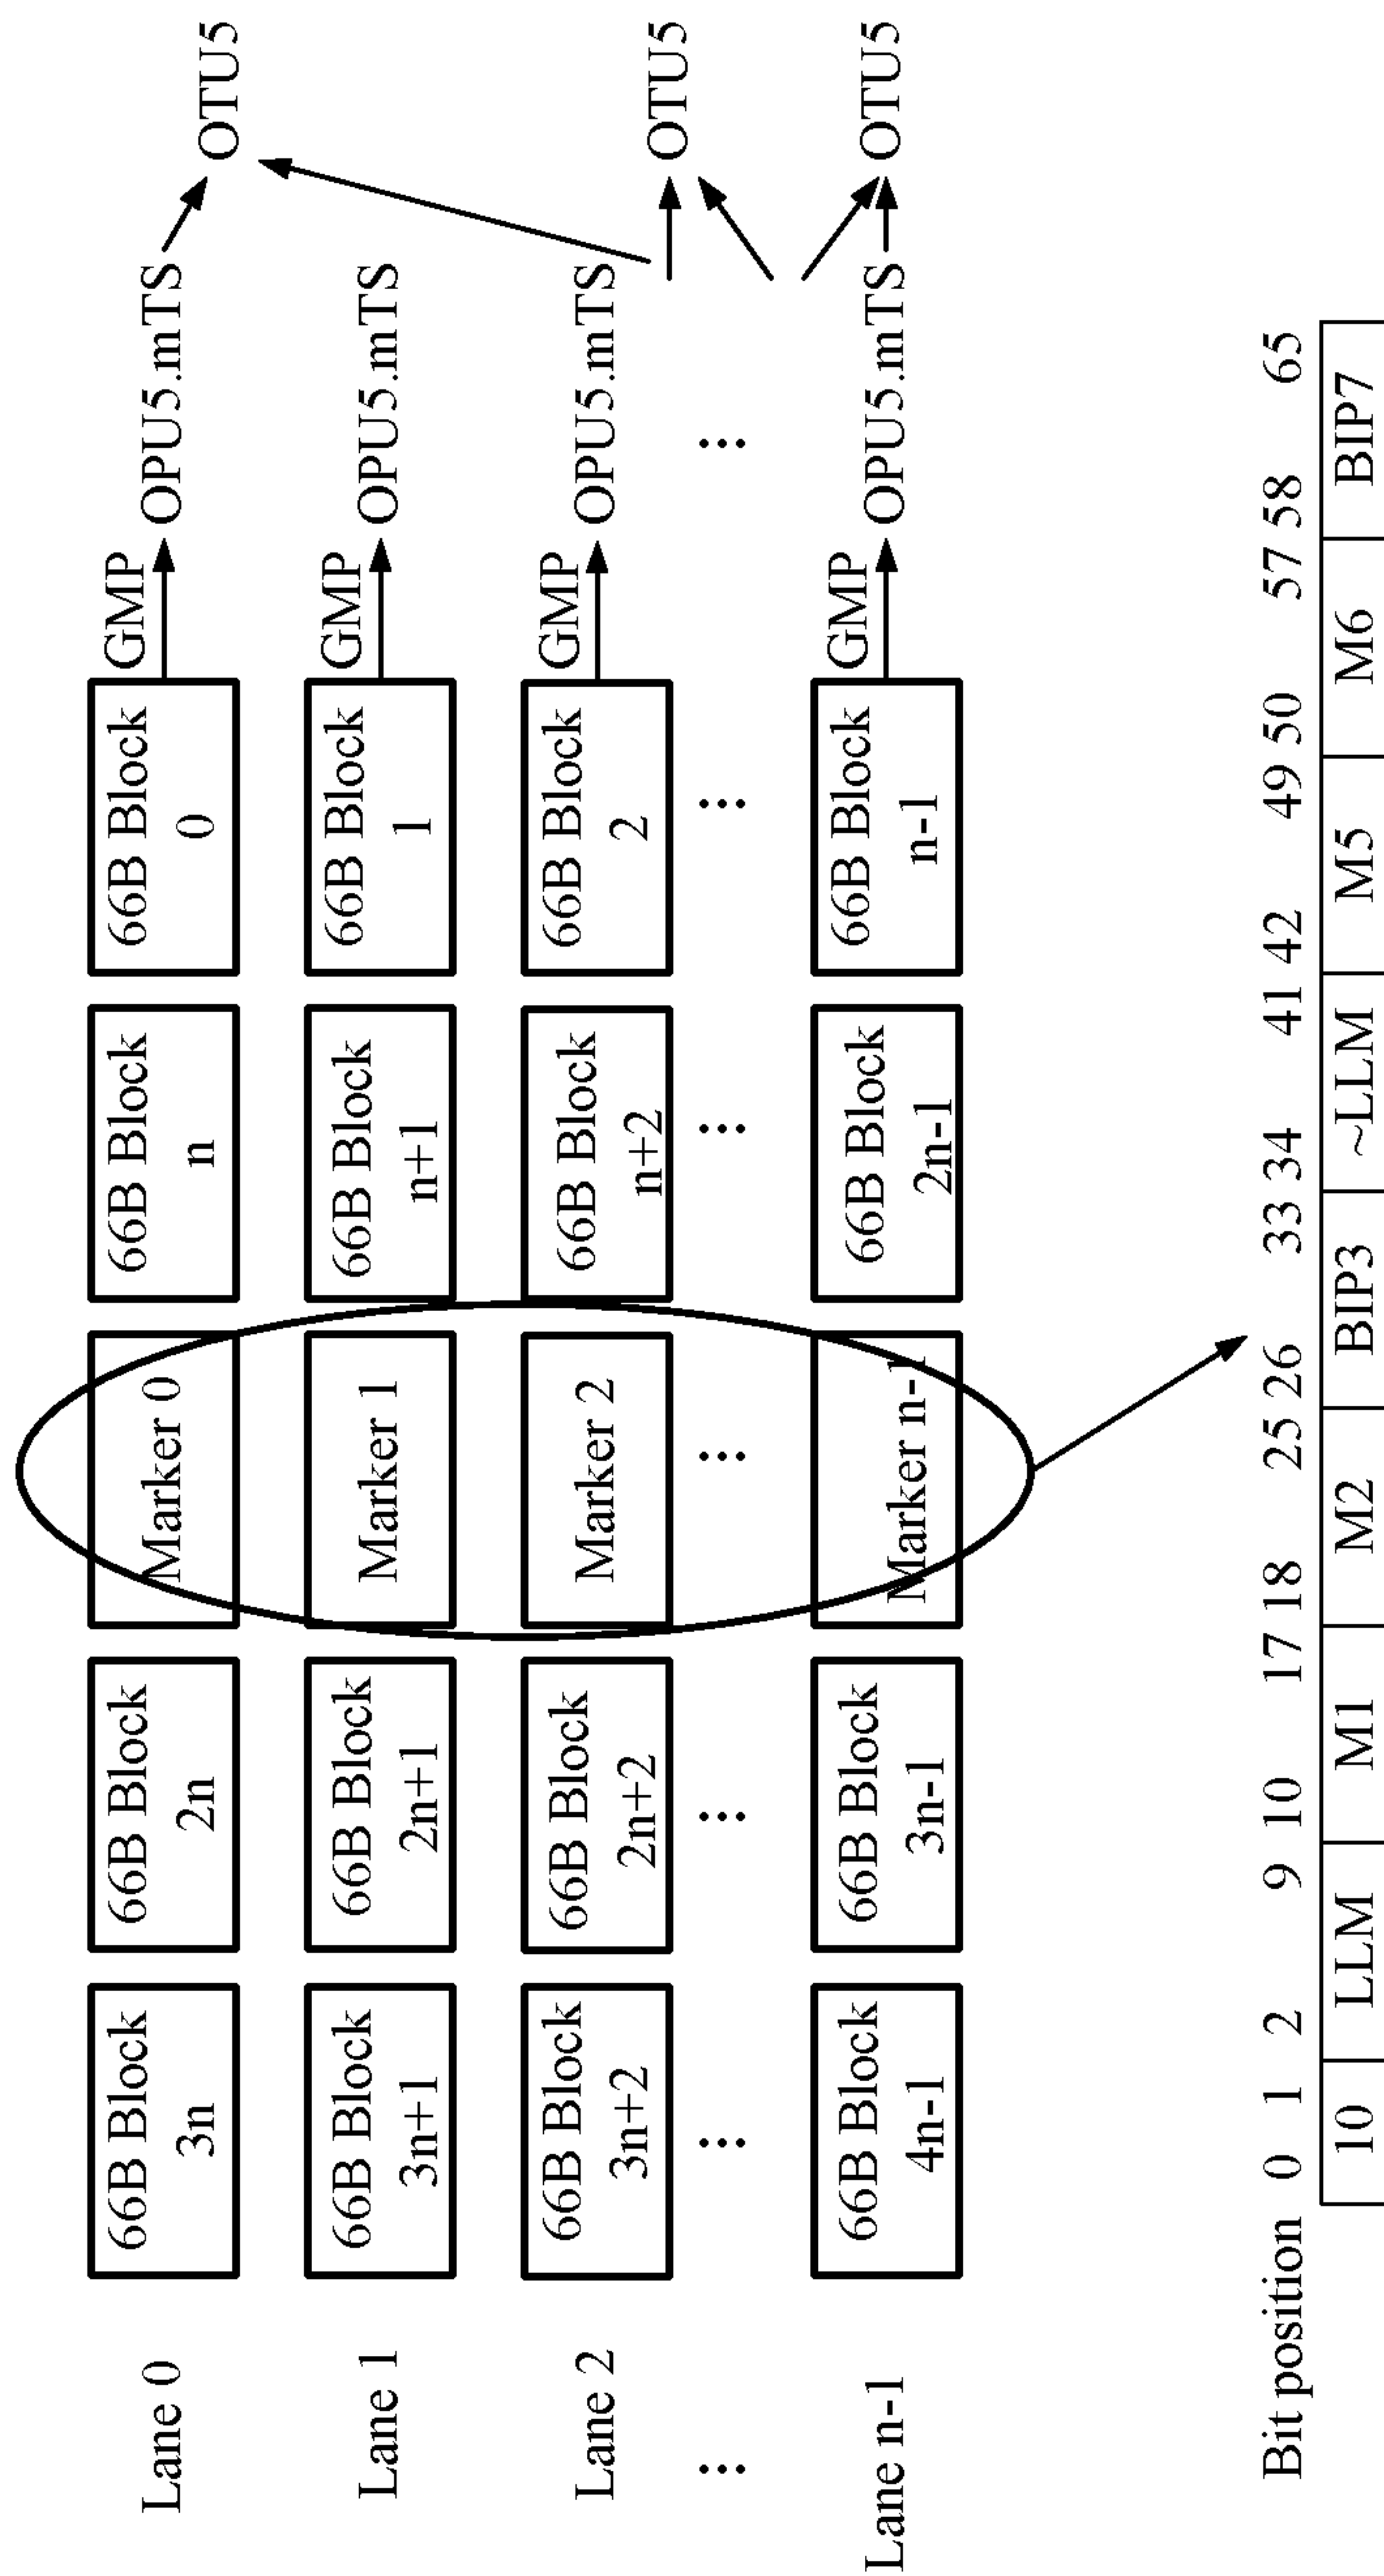 Lane 0
66B Block
3n
66B Block
2n
Marker 0
66B Block
n
66B Block
0
GMP
OPU5.mTS
OTU5
Lane 1
66B Block
3n+1
66B Block
2n+1
Marker 1
66B Block
n+1
66B Block
1
GMP
OPU5.mTS
Lane 2
66B Block
3n+2
66B Block
2n+2
Marker 2
66B Block
n+2
66B Block
2
GMP
OPU5.mTS
OTU5
...
...
...
...
...
...
...
Lane n-1
66B Block
4n-1
66B Block
3n-1
Marker n-1
66B Block
2n-1
66B Block
n-1
GMP
OPU5.mTS
OTU5
Bit position 0 1 2 9 10 17 18 25 26 33 34 41 42 49 50 57 58 65
10 LLM M1 M2 BIP3 ~LLM M5 M6 BIP7